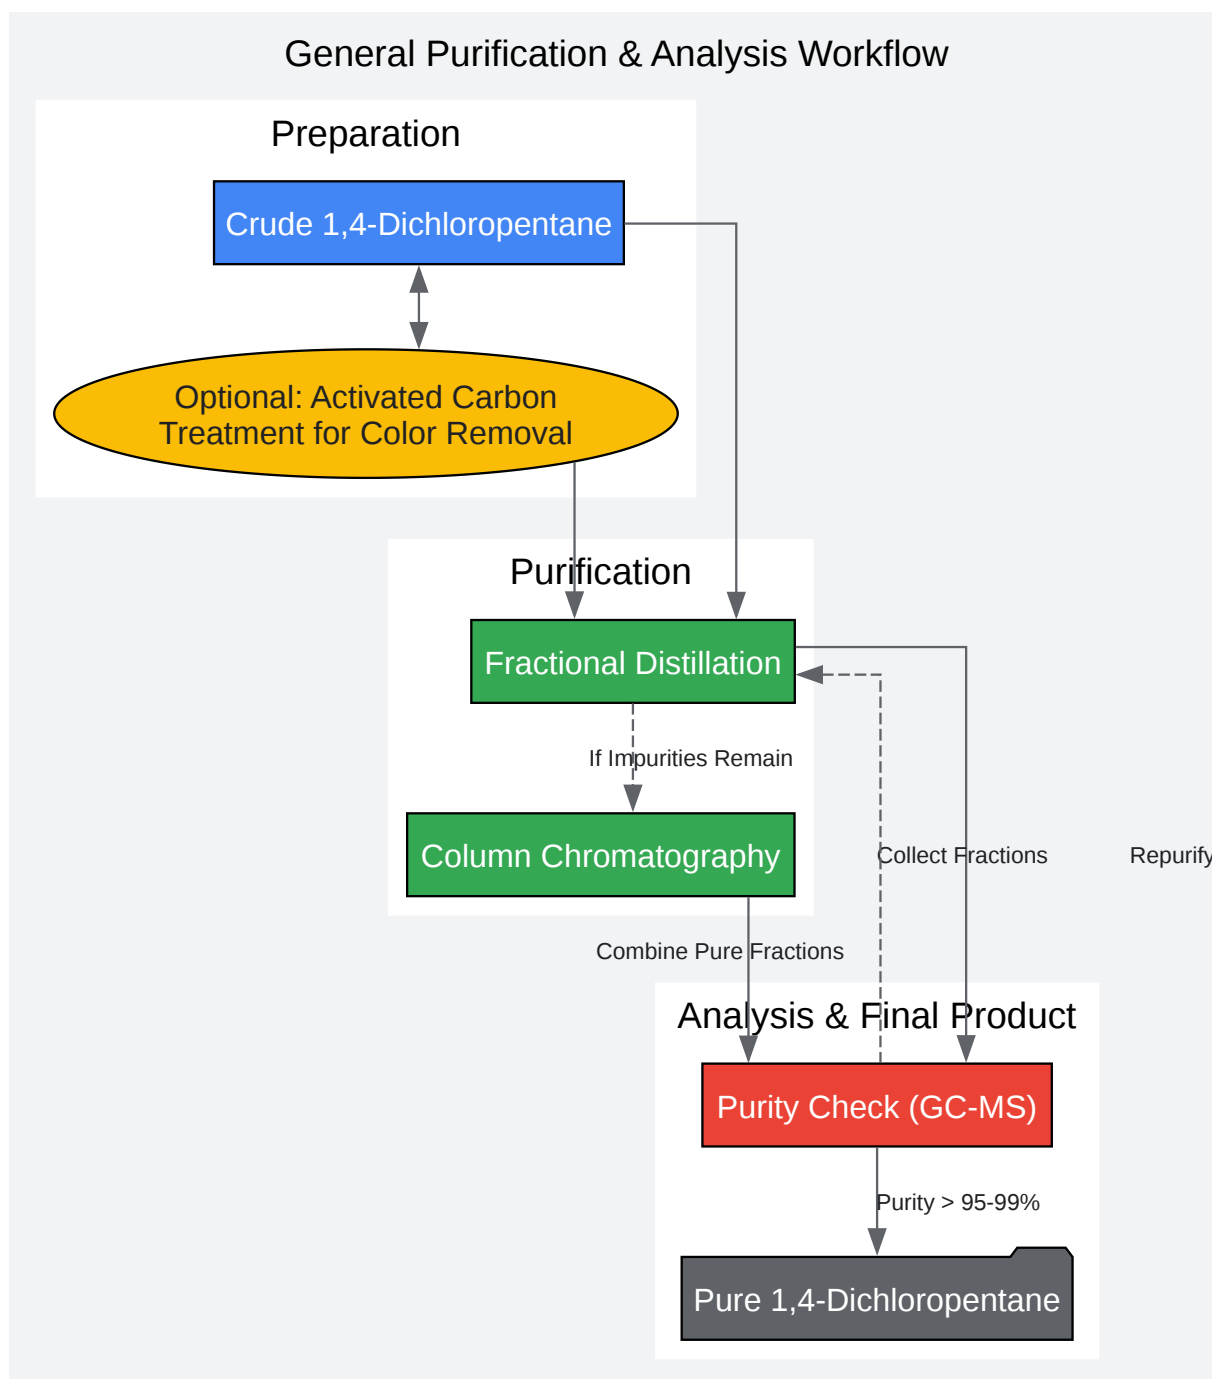 General Purification & Analysis Workflow
Preparation
Crude 1,4-Dichloropentane
Optional: Activated Carbon
Treatment for Color Removal
Purification
Fractional Distillation
If Impurities Remain
Column Chromatography
Collect Fractions
Repurify
Combine Pure Fractions
Analysis & Final Product
Purity Check (GC-MS)
Purity > 95-99%
Pure 1,4-Dichloropentane